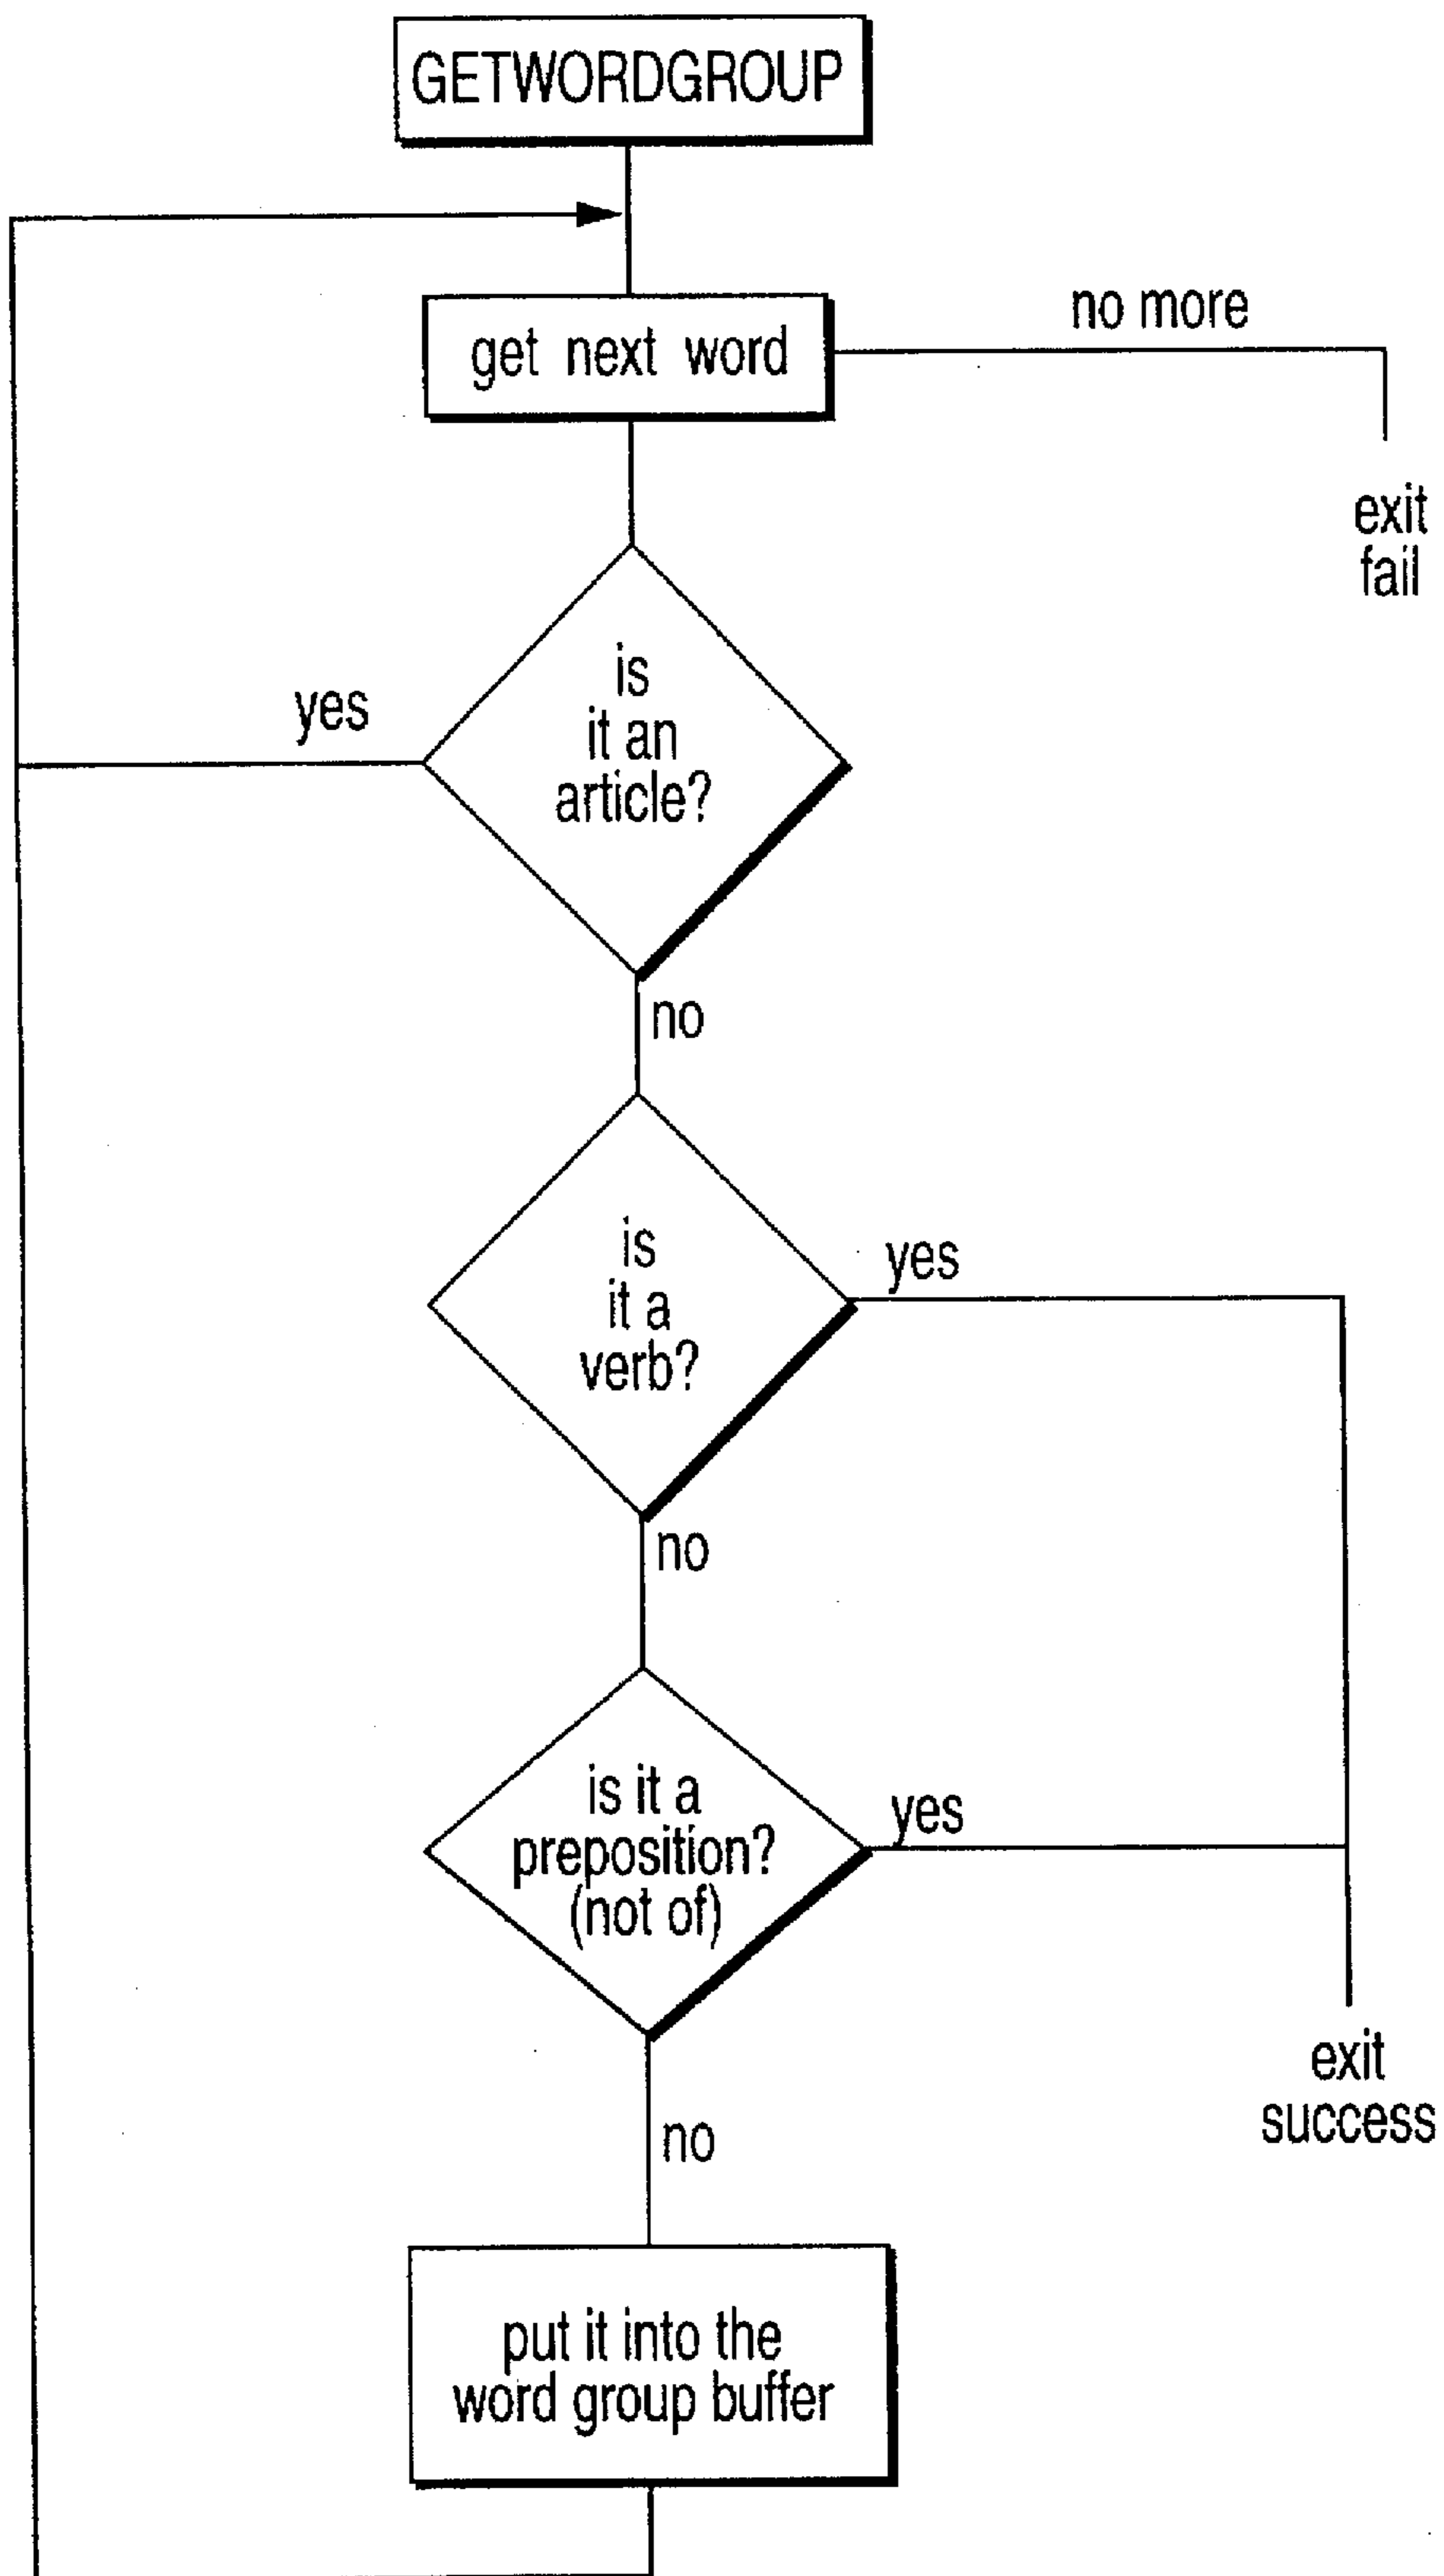 GETWORDGROUP
get next word
no more
exit
fail
is
it an
article?
yes
no
is
it a
verb?
yes
no
is it a
preposition?
(not of)
yes
exit
success
no
put it into the
word group buffer